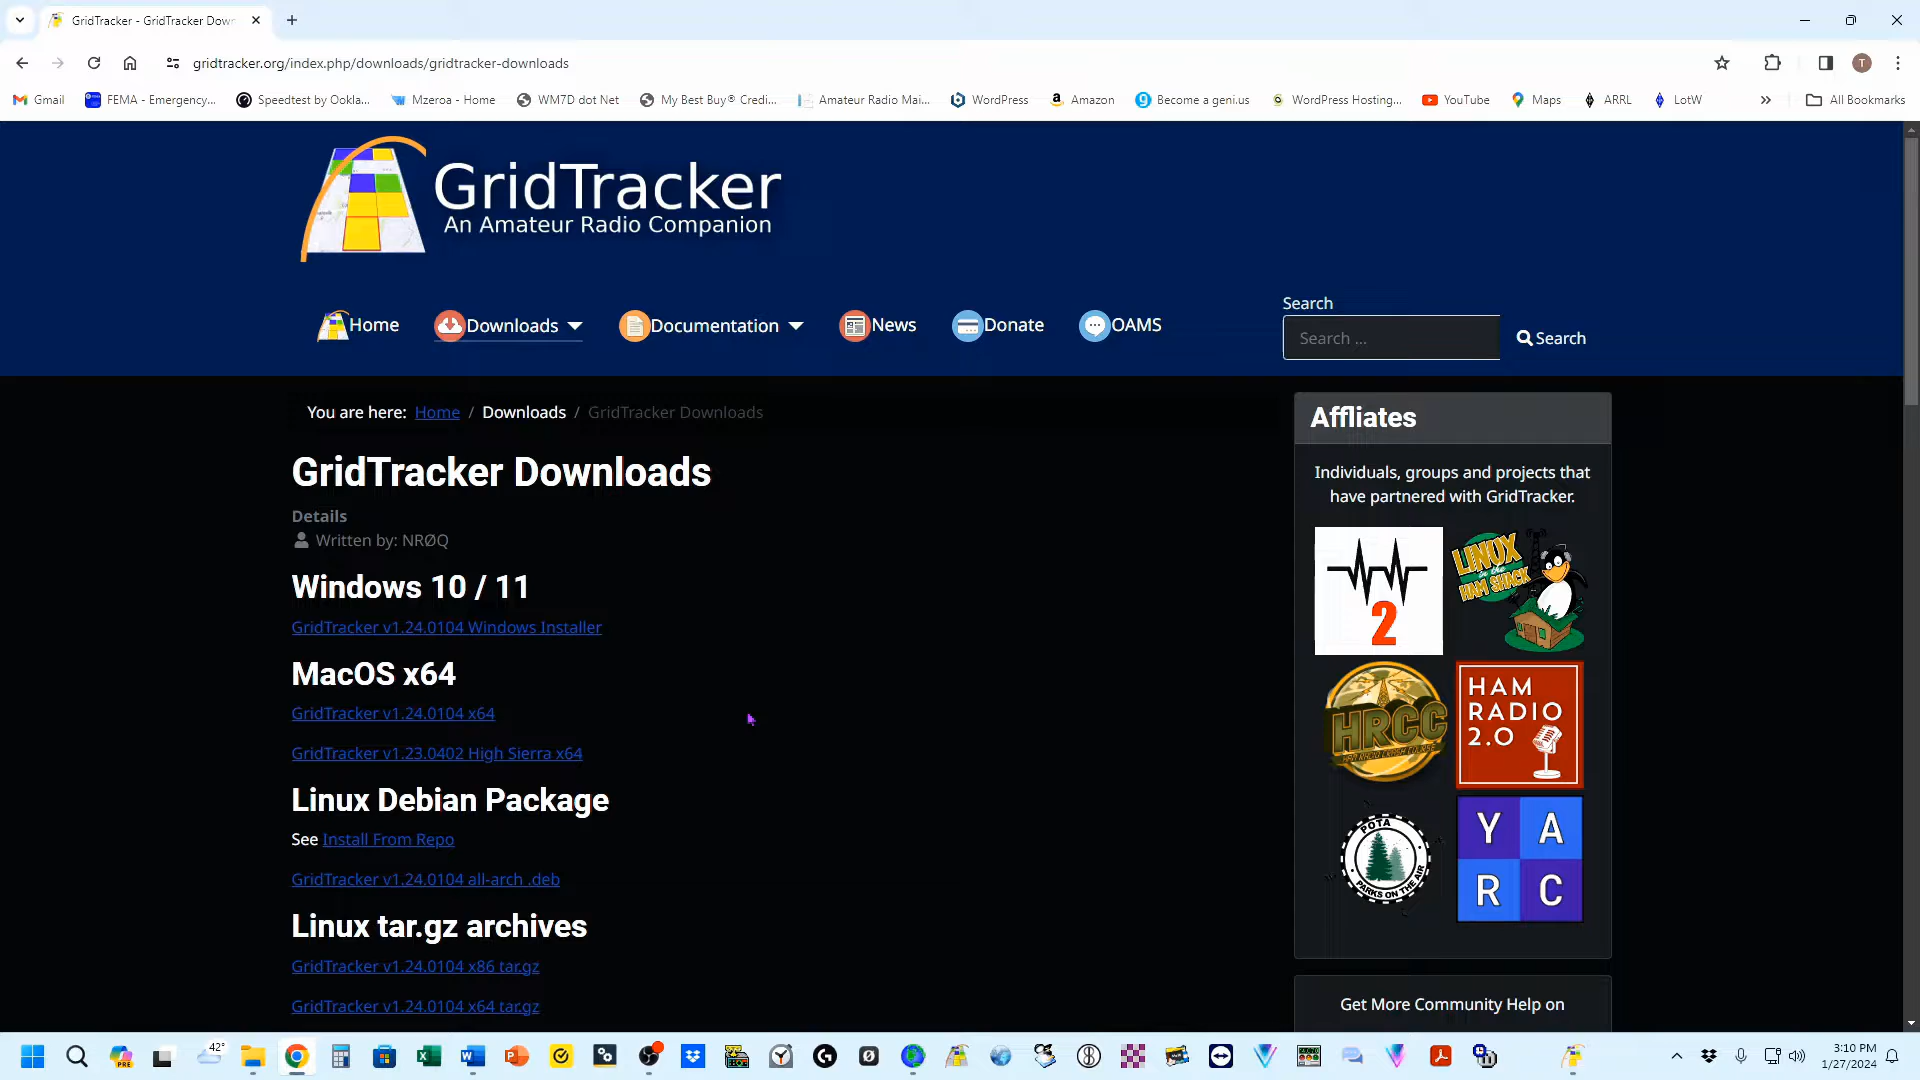 GridTracker - GridTracker Down
gridtracker.org/index.php/downloads/gridtracker-downloads
T
Gmail
FEMA - Emergency...
Speedtest by Ookla...
Mzeroa - Home
WM7D dot Net
My Best Buy® Credi...
Amateur Radio Mai...
WordPress
Amazon
Become a geni.us
WordPress Hosting...
YouTube
Maps
ARRL
LotW
All Bookmarks
GridTracker
An Amateur Radio Companion
Home
Downloads
Documentation
News
Donate
OAMS
Search
Search ...
Search
You are here: Home / Downloads / GridTracker Downloads
GridTracker Downloads
Details
Written by: NRØQ
Windows 10 / 11
GridTracker v1.24.0104 Windows Installer
MacOS x64
GridTracker v1.24.0104 x64
GridTracker v1.23.0402 High Sierra x64
Linux Debian Package
See Install From Repo
GridTracker v1.24.0104 all-arch .deb
Linux tar.gz archives
GridTracker v1.24.0104 x86 tar.gz
GridTracker v1.24.0104 x64 tar.gz
Affliates
Individuals, groups and projects that
have partnered with GridTracker.
2
LINUX
in the
HAM SHACK
HRCC
HAM
RADIO
2.0
POTA
PARKS ON THE AIR
Y A
R C
Get More Community Help on
42°
3:10 PM
1/27/2024